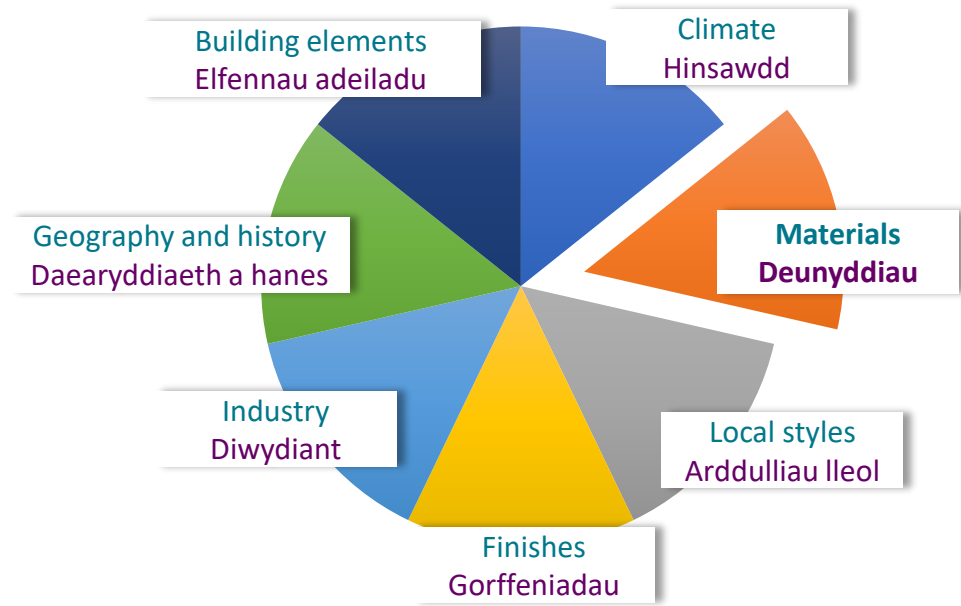 Building elements
Elfennau adeiladu
Climate
Hinsawdd
Geography and history
Daearyddiaeth a hanes
Materials
Deunyddiau
Industry
Diwydiant
Local styles
Arddulliau lleol
Finishes
Gorffeniadau